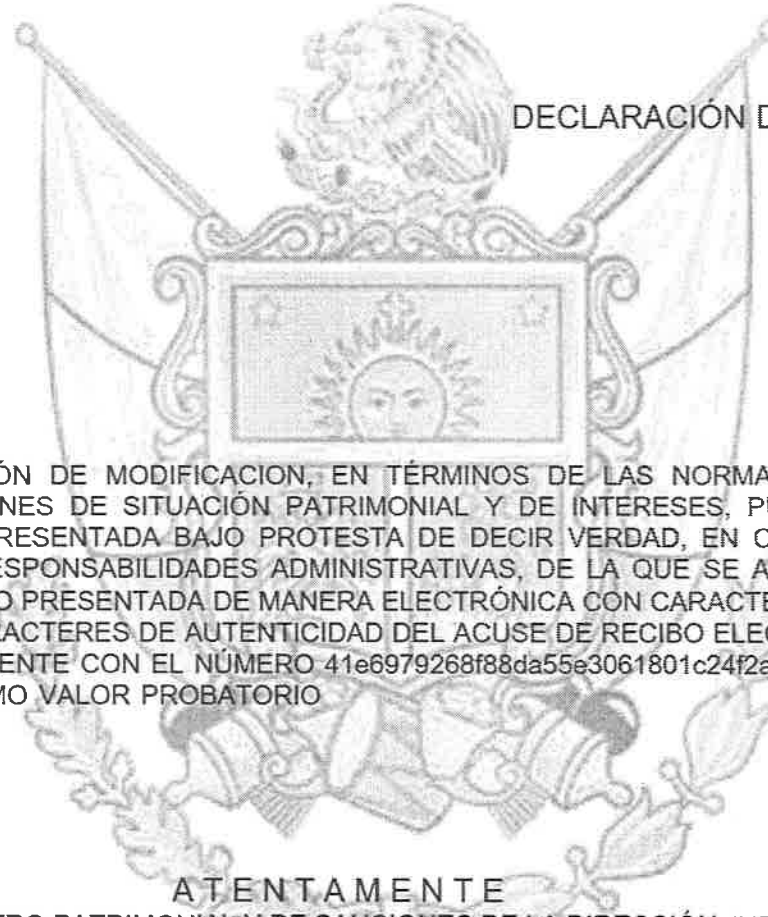 DECLARACIÓN D
ÓN DE MODIFICACION, EN TÉRMINOS DE LAS NORMA
NES DE SITUACIÓN PATRIMONIAL Y DE INTERESES, P
RESENTADA BAJO PROTESTA DE DECIR VERDAD, EN C
ESPONSABILIDADES ADMINISTRATIVAS, DE LA QUE SE A
O PRESENTADA DE MANERA ELECTRÓNICA CON CARACTE
RACTERES DE AUTENTICIDAD DEL ACUSE DE RECIBO ELEC
ENTE CON EL NÚMERO 41e6979268f88da55e3061801c24f2a
MO VALOR PROBATORIO
ATENTAMENTE